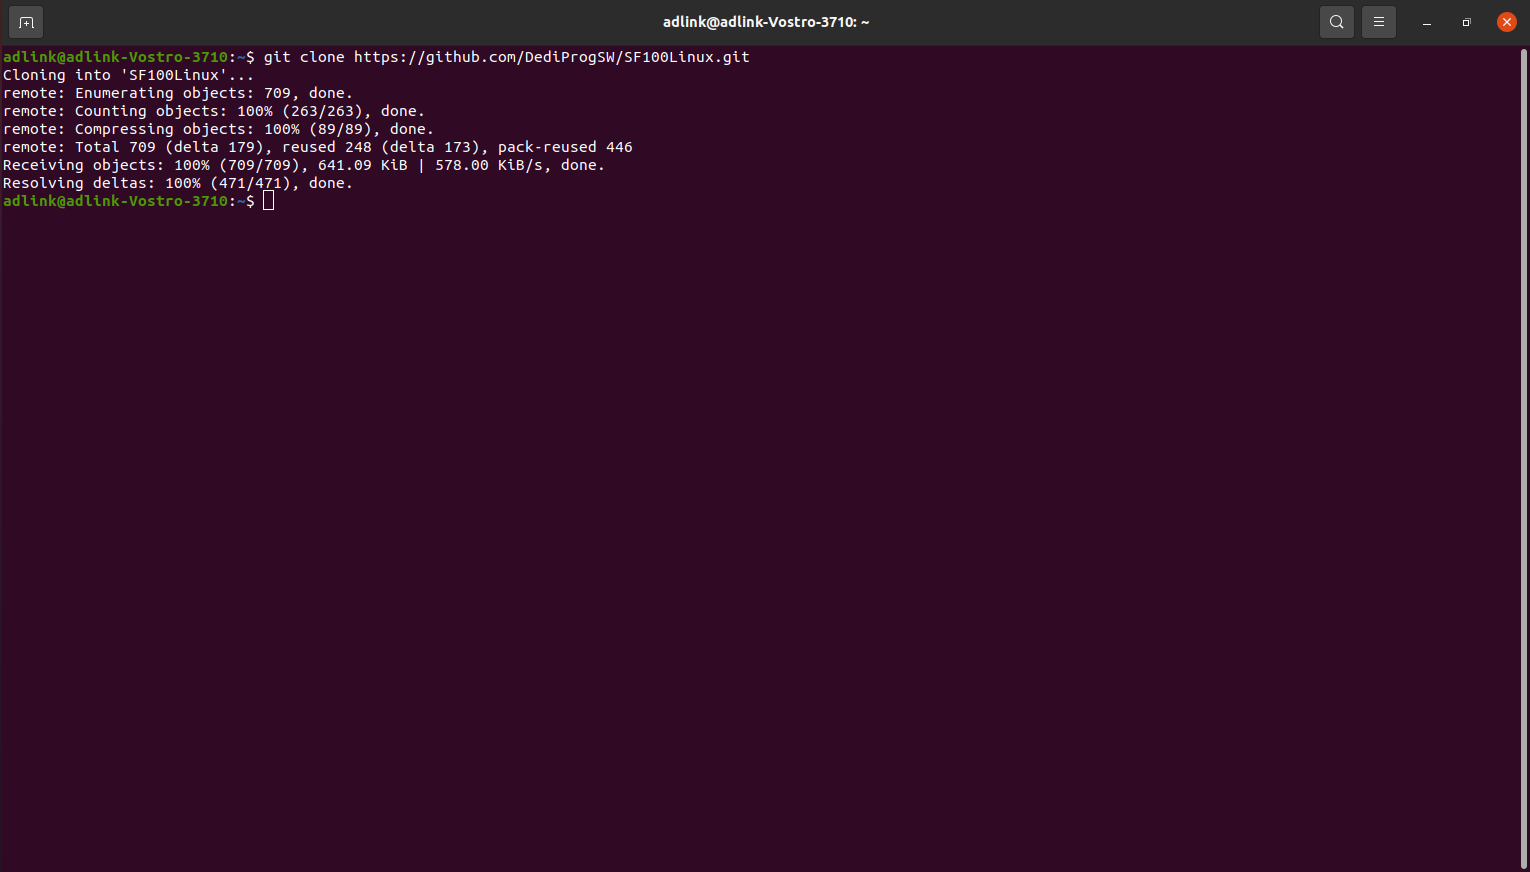 adlink@adlink-Vostro-3710: ~
adlink@adlink-Vostro-3710:~$ git clone https://github.com/DediProgSW/SF100Linux.git
Cloning into 'SF100Linux'...
remote: Enumerating objects: 709, done.
remote: Counting objects: 100% (263/263), done.
remote: Compressing objects: 100% (89/89), done.
remote: Total 709 (delta 179), reused 248 (delta 173), pack-reused 446
Receiving objects: 100% (709/709), 641.09 KiB | 578.00 KiB/s, done.
Resolving deltas: 100% (471/471), done.
adlink@adlink-Vostro-3710:~$